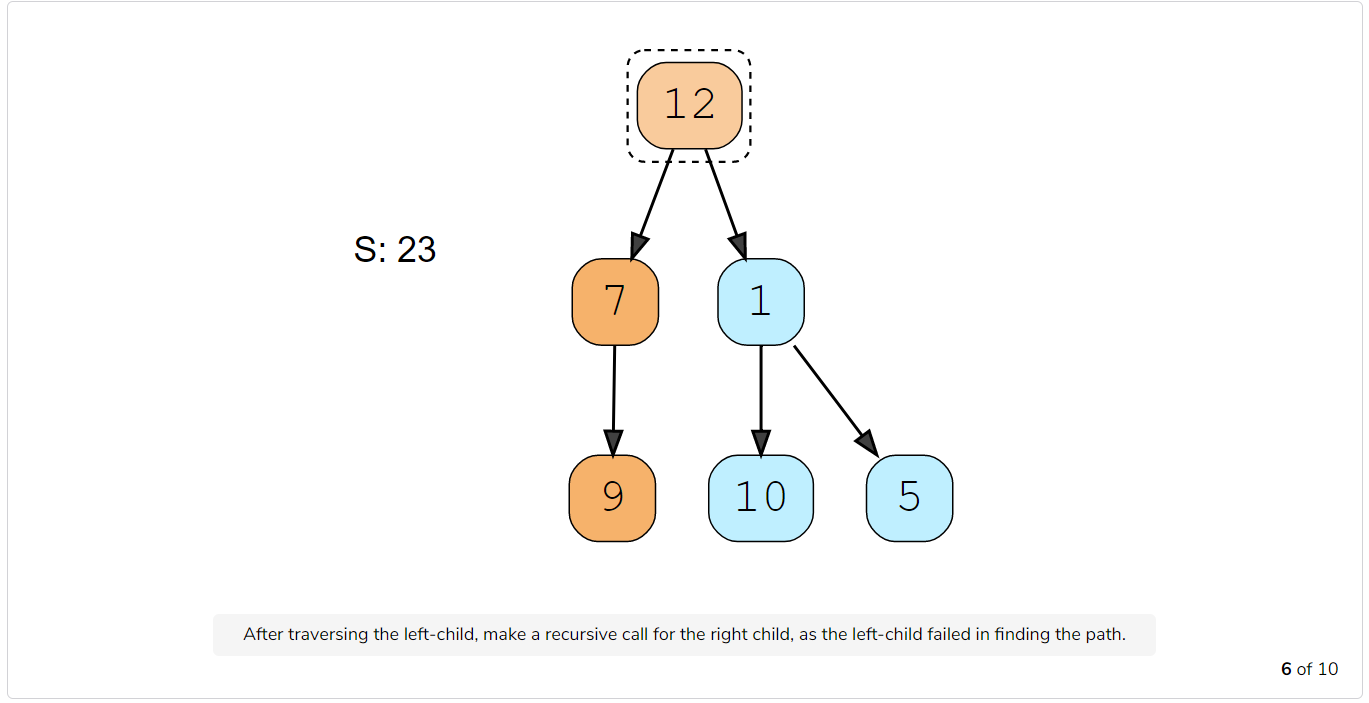 12
S: 23
7
1
9
10
5
After traversing the left-child, make a recursive call for the right child, as the left-child failed in finding the path.
6 of 10